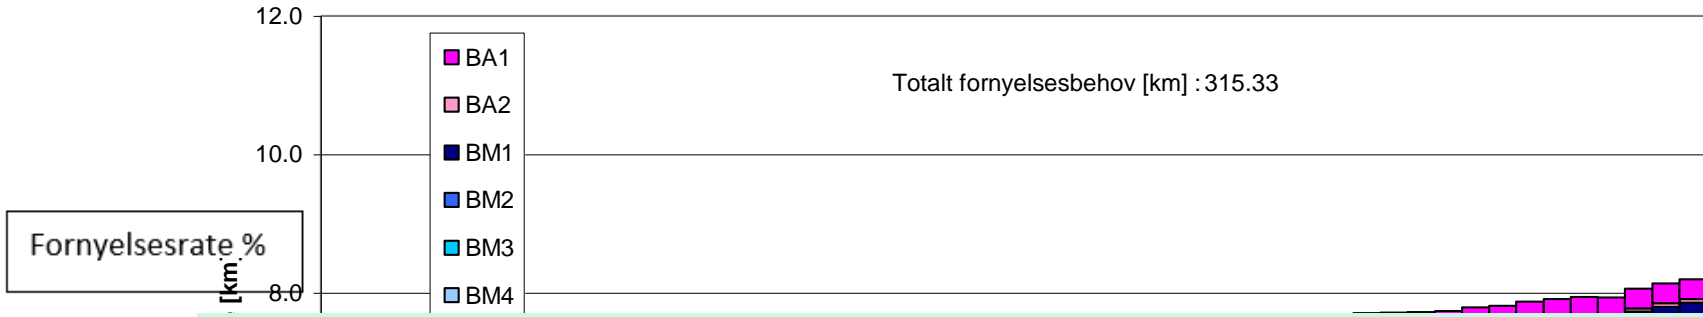 12.0
BA1
Totalt fornyelsesbehov [km] : 315.33
BA2
10.0
BM1
BM2
Fornyelsesrate %
BM3
[km]
8.0
BM4